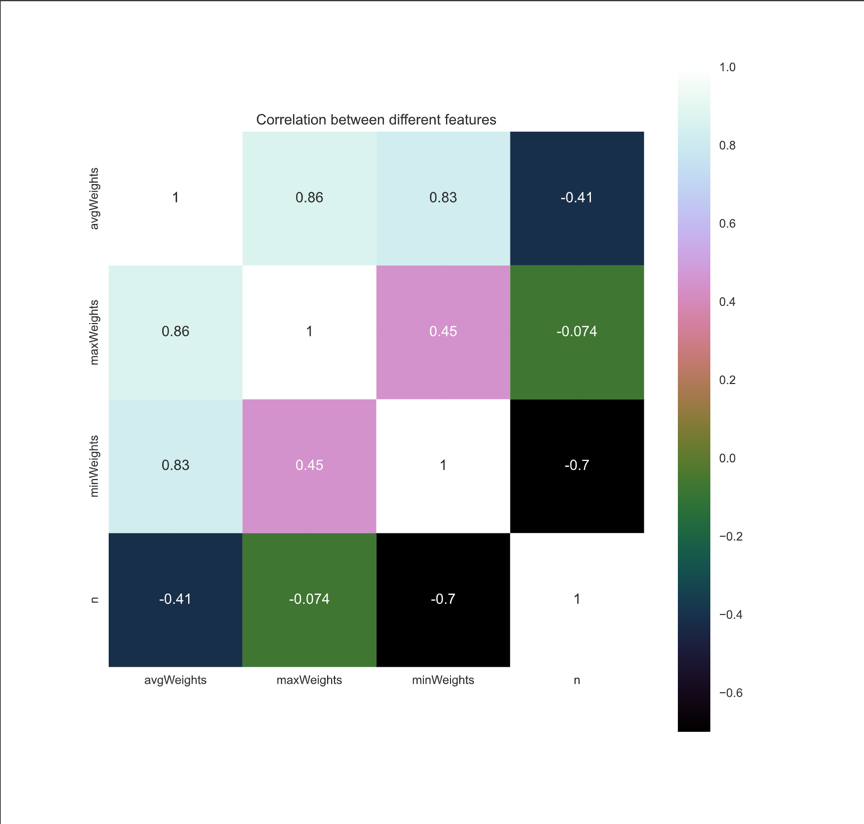 Correlation between different features
avgWeights 1 0.86 0.83 -0.41
maxWeights 0.86 1 0.45 -0.074
minWeights 0.83 0.45 1 -0.7
n -0.41 -0.074 -0.7 1
avgWeights maxWeights minWeights n
1.0
0.8
0.6
0.4
0.2
0.0
−0.2
−0.4
−0.6